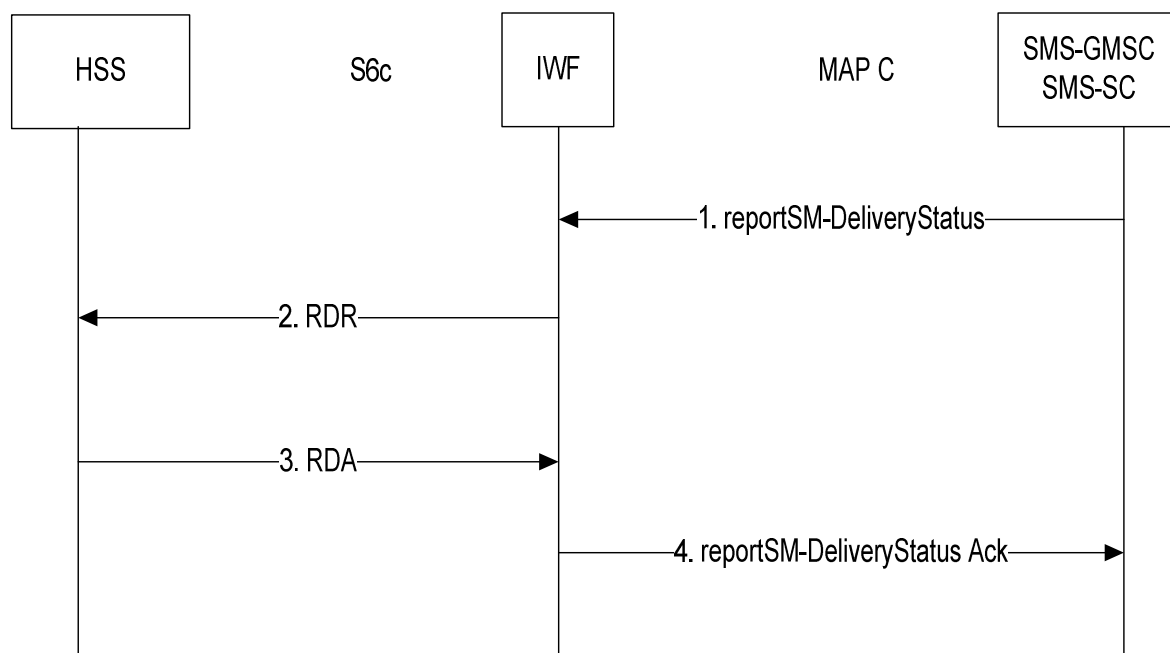 HSS
S6c
IWF
MAP C
SMS-GMSC
SMS-SC
1. reportSM-DeliveryStatus
2. RDR
3. RDA
4. reportSM-DeliveryStatus Ack